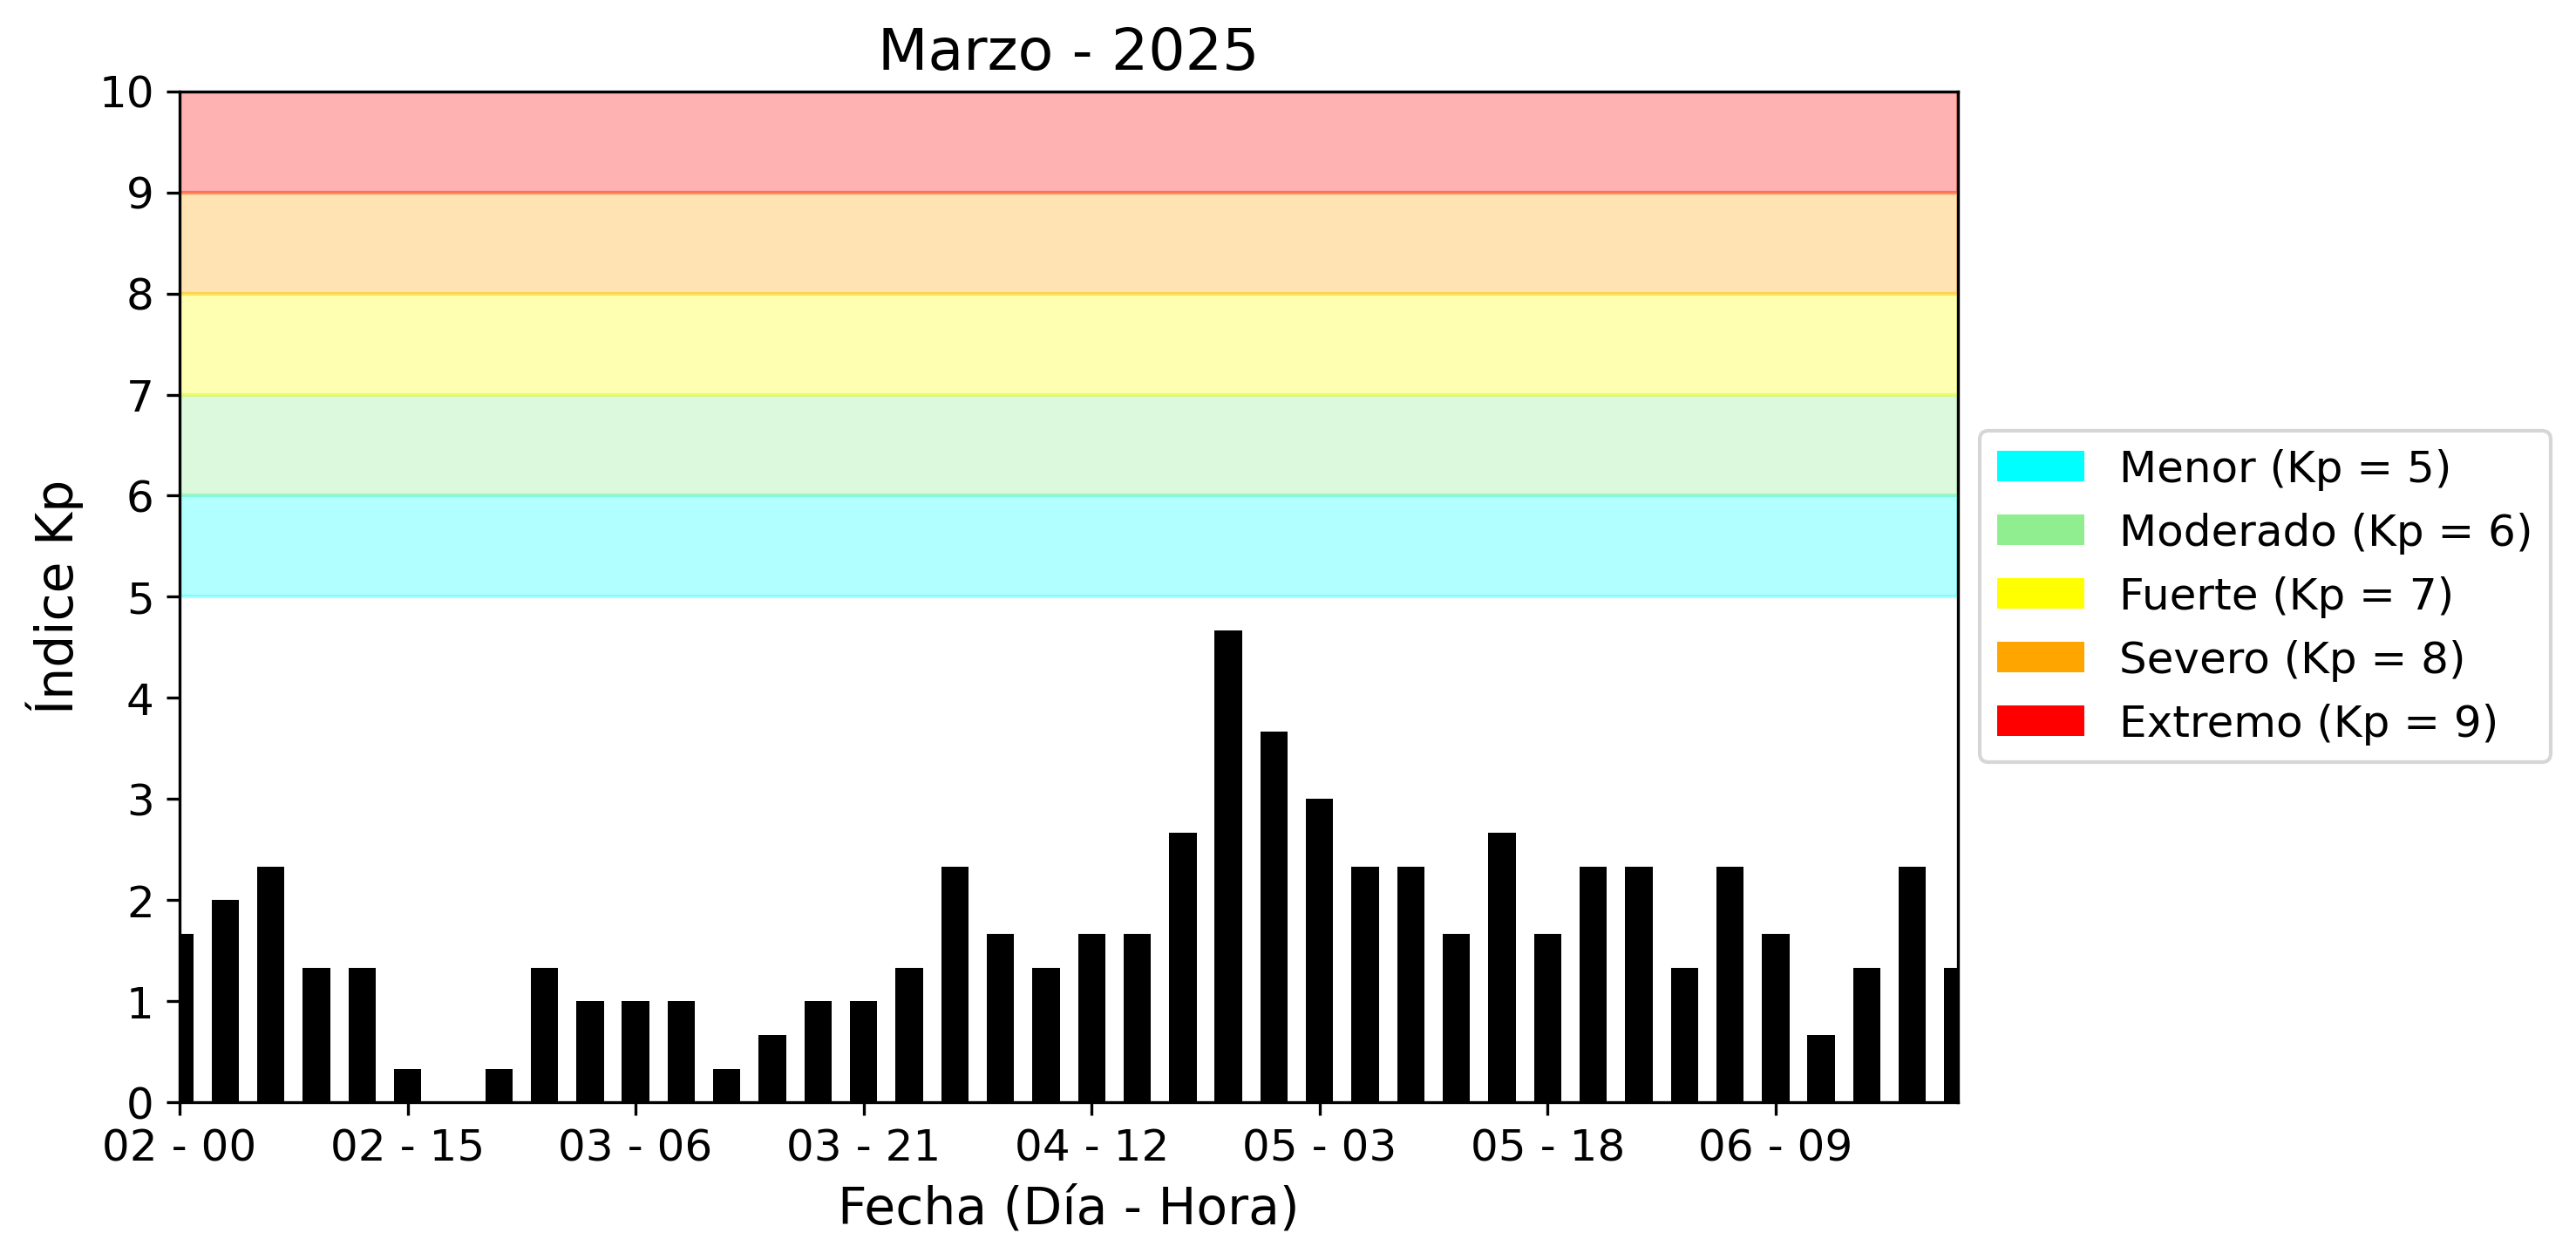 Marzo - 2025
10
9
8
7
6
5
4
3
2
1
0
Índice Kp
02 - 00
02 - 15
03 - 06
03 - 21
04 - 12
05 - 03
05 - 18
06 - 09
Fecha (Día - Hora)
Menor (Kp = 5)
Moderado (Kp = 6)
Fuerte (Kp = 7)
Severo (Kp = 8)
Extremo (Kp = 9)